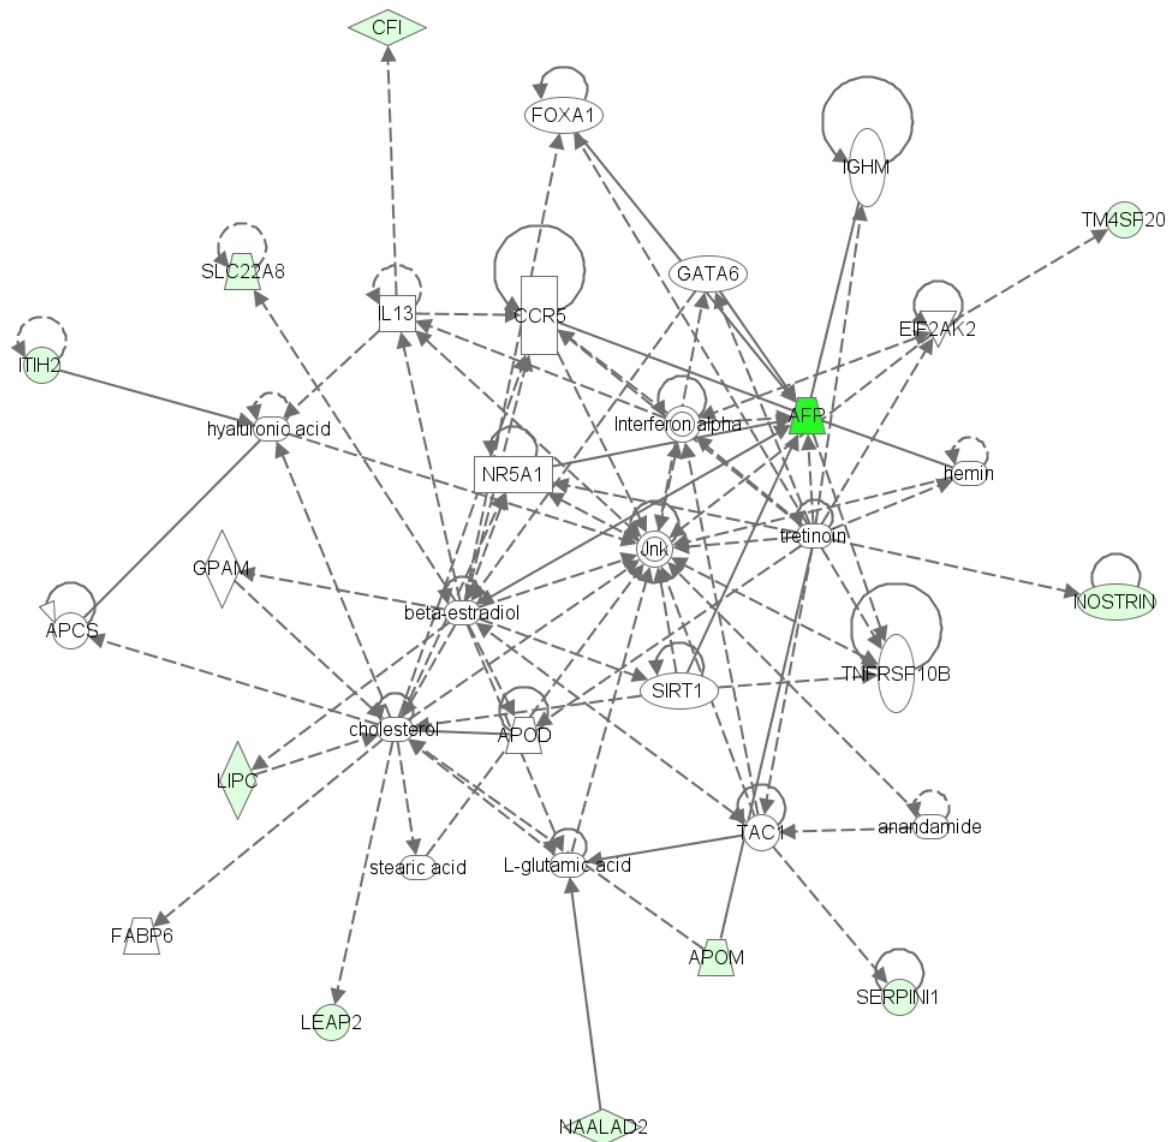 CFI
FOXA1
IGHM
TM4SF20
SLC22A8
GATA6
IL13
CCR5
EIF2AK2
ITIH2
AFP
Interferon alpha
hyaluronic acid
NR5A1
hemin
tretinoin
Jnk
GPAM
NOSTRIN
beta-estradiol
APCS
TNFRSF10B
SIRT1
cholesterol
APOD
LIPC
TAC1
anandamide
stearic acid
L-glutamic acid
FABP6
APOM
SERPINI1
LEAP2
NAALAD2